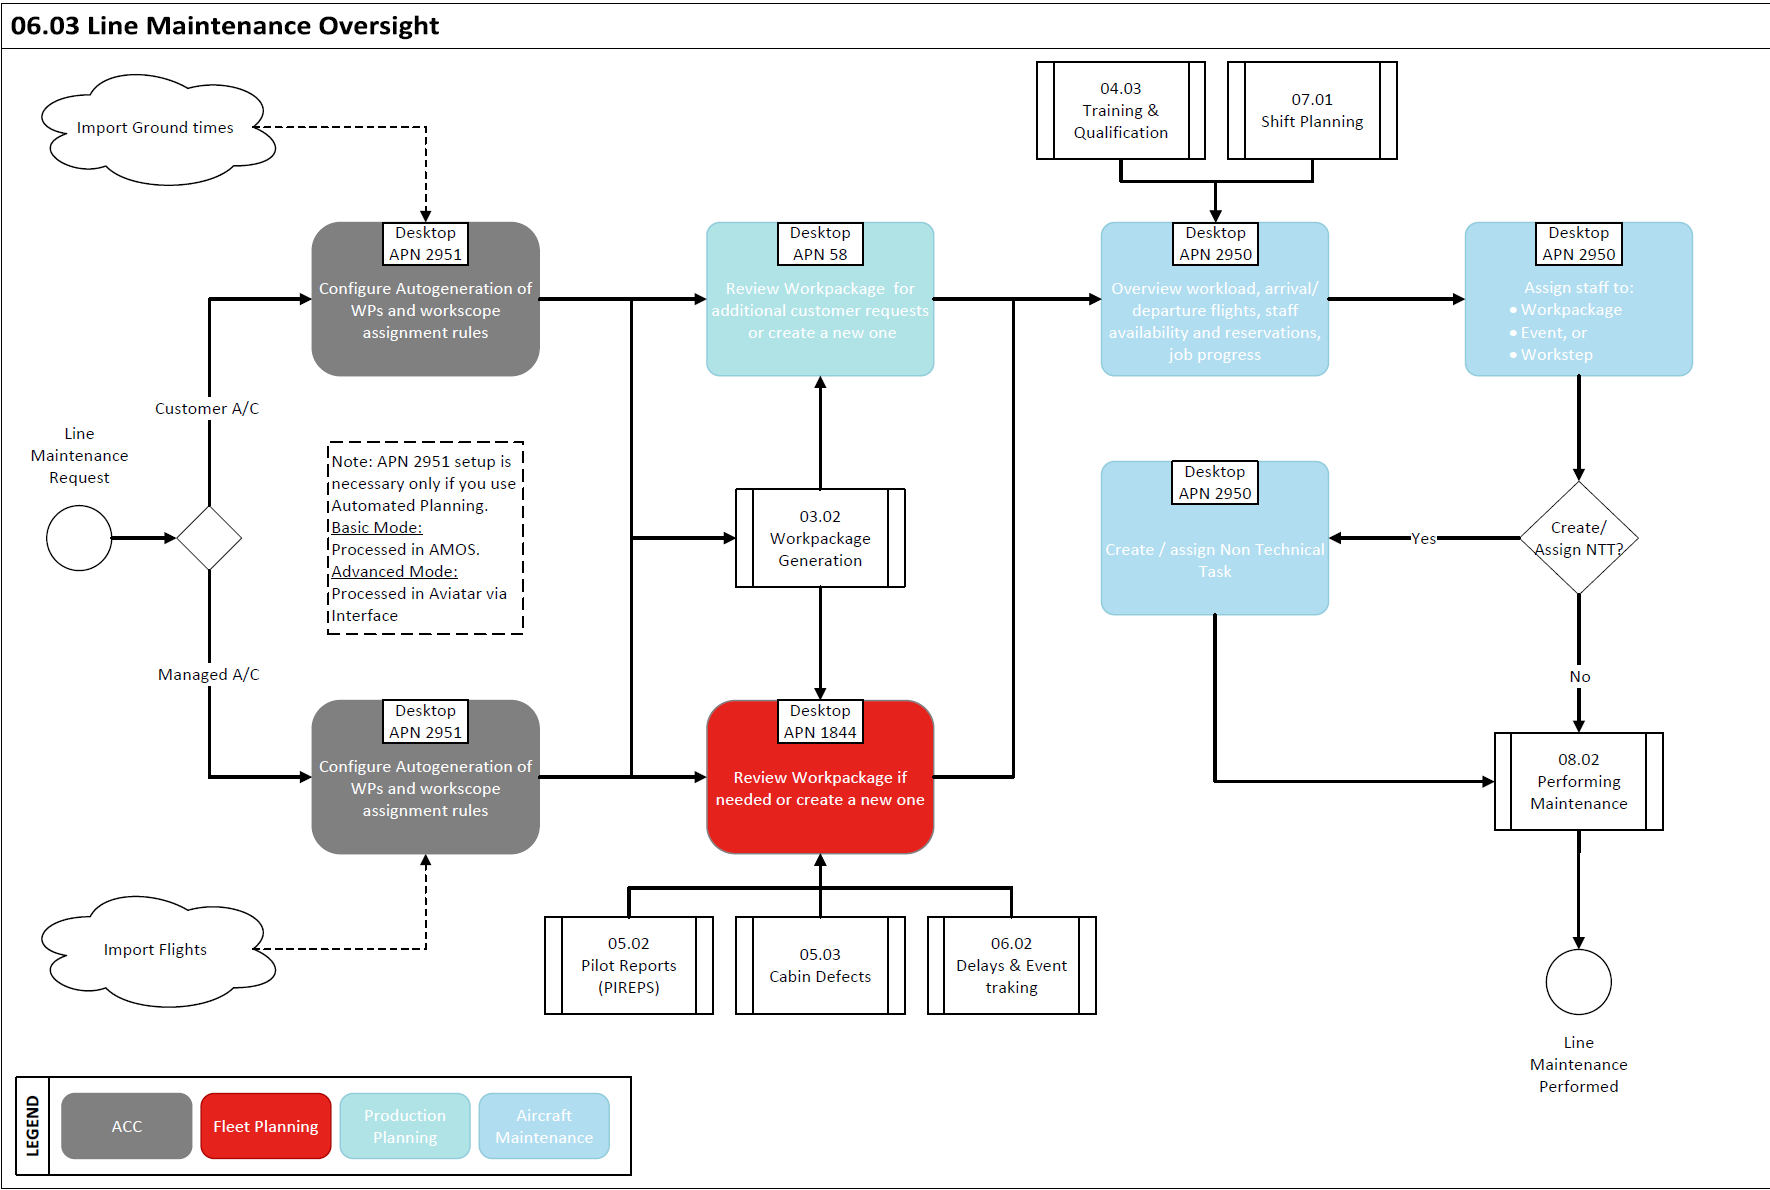 06.03 Line Maintenance Oversight
Import Ground times
04.03
Training &
Qualification
07.01
Shift Planning
Desktop
APN 2951
Configure Autogeneration of
WPs and workscope
assignment rules
Desktop
APN 58
Review Workpackage for
additional customer requests
or create a new one
Desktop
APN 2950
Overview workload, arrival/
departure flights, staff
availability and reservations,
job progress
Desktop
APN 2950
Assign staff to:
• Workpackage
• Event, or
• Workstep
Customer A/C
Line
Maintenance
Request
Note: APN 2951 setup is
necessary only if you use
Automated Planning.
Basic Mode:
Processed in AMOS.
Advanced Mode:
Processed in Aviatar via
Interface
03.02
Workpackage
Generation
Desktop
APN 2950
Create / assign Non Technical
Task
Yes
Create/
Assign NTT?
No
Managed A/C
Desktop
APN 2951
Configure Autogeneration of
WPs and workscope
assignment rules
Desktop
APN 1844
Review Workpackage if
needed or create a new one
08.02
Performing
Maintenance
Import Flights
05.02
Pilot Reports
(PIREPS)
05.03
Cabin Defects
06.02
Delays & Event
traking
Line
Maintenance
Performed
LEGEND
ACC
Fleet Planning
Production
Planning
Aircraft
Maintenance